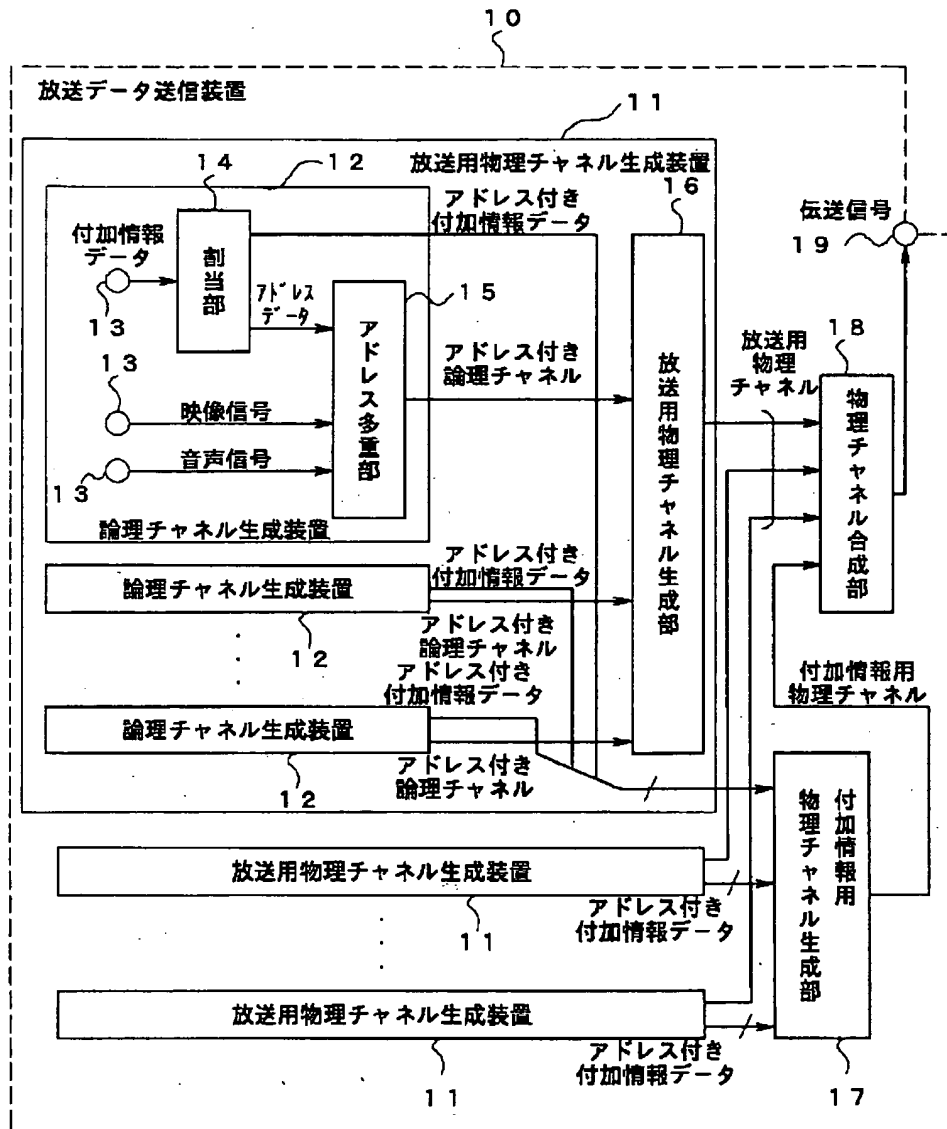 １０
放送データ送信装置
１１
放送用物理チャネル生成装置
１２
１４
アドレス付き
付加情報データ
１６
付加情報
データ
割当部
１３
アドレス
データ
１５
アドレス多重部
アドレス付き
論理チャネル
１３
映像信号
音声信号
１３
論理チャネル生成装置
放送用物理チャネル生成部
伝送信号
１９
放送用
物理
チャネル
１８
物理チャネル合成部
アドレス付き
付加情報データ
論理チャネル生成装置
１２
アドレス付き
論理チャネル
アドレス付き
付加情報データ
論理チャネル生成装置
１２
アドレス付き
論理チャネル
付加情報用
物理チャネル
付加情報用
物理チャネル生成部
１７
放送用物理チャネル生成装置
１１
アドレス付き
付加情報データ
放送用物理チャネル生成装置
１１
アドレス付き
付加情報データ